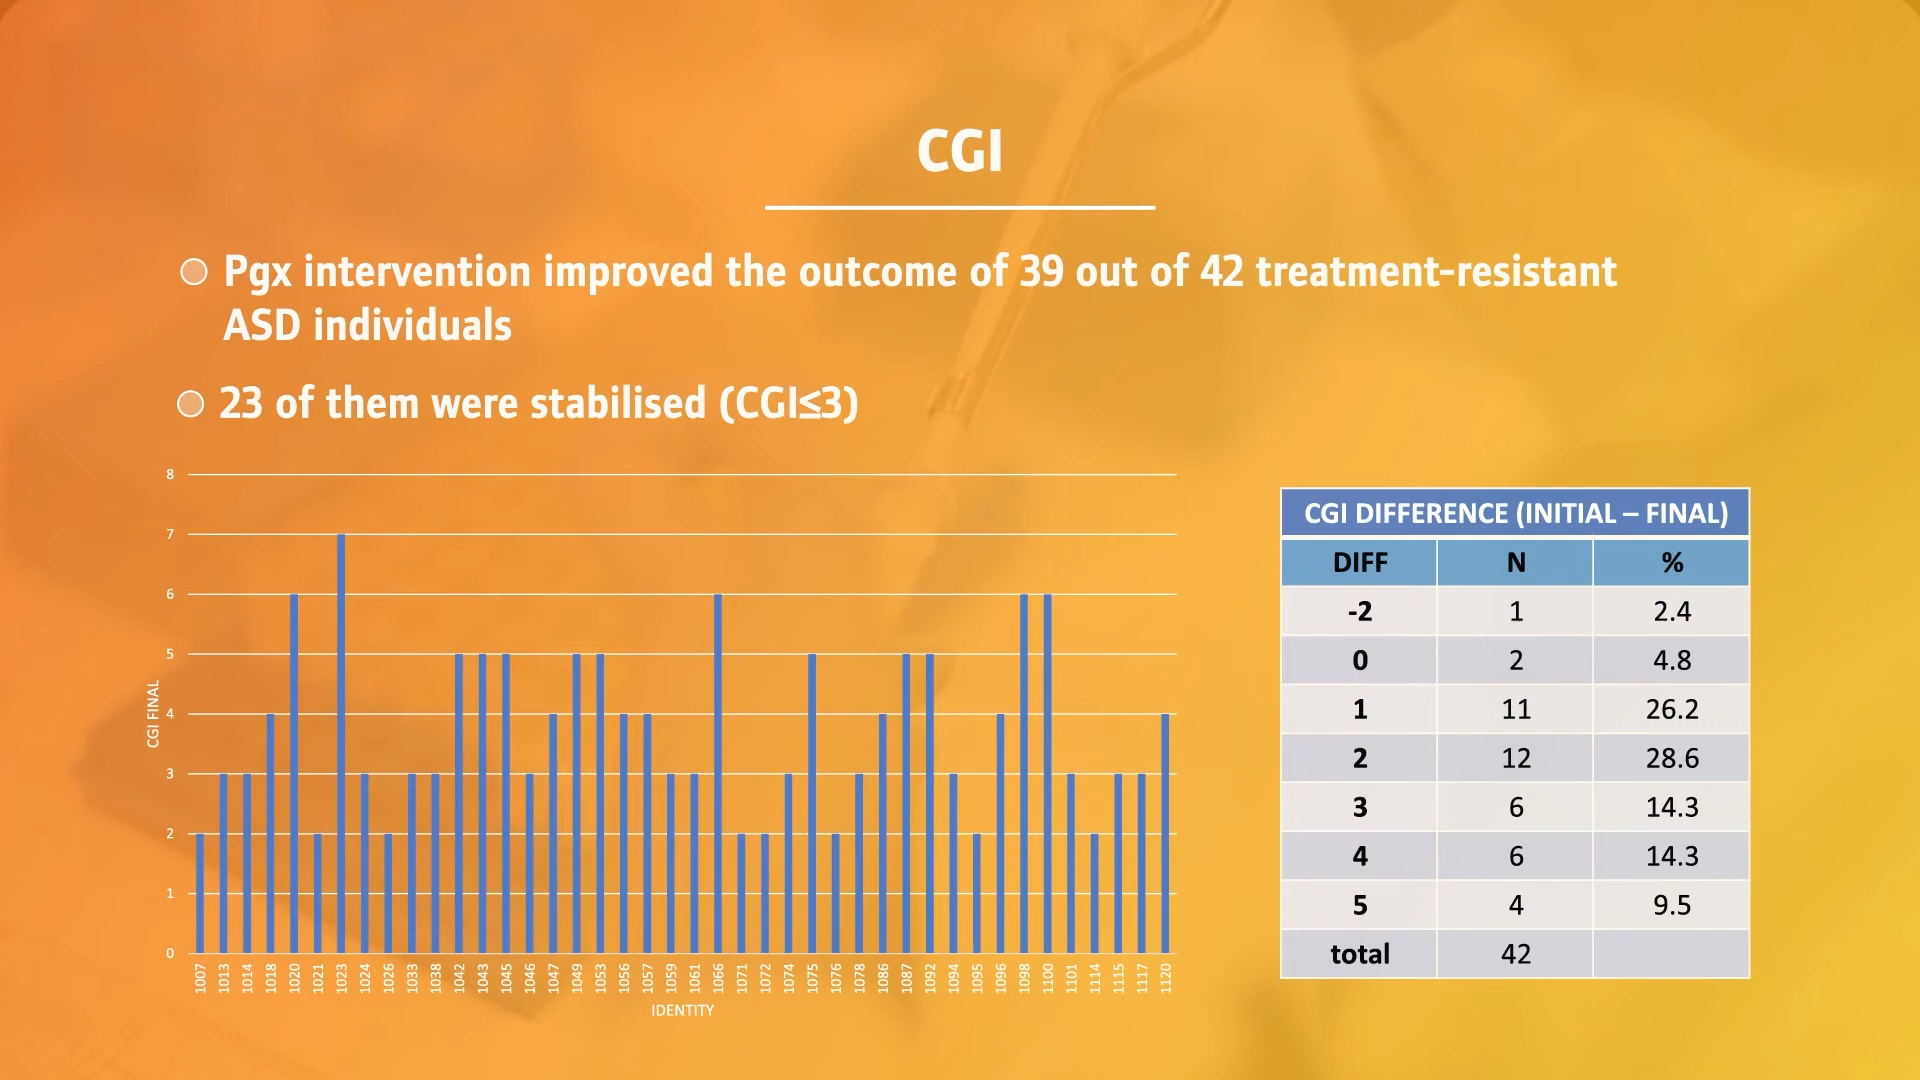 CGI
Pgx intervention improved the outcome of 39 out of 42 treatment-resistant
ASD individuals
23 of them were stabilised (CGI≤3)
8
7
6
5
4
3
2
1
0
CGI FINAL
1007 1013 1014 1018 1020 1021 1023 1024 1026 1033 1038 1042 1043 1045 1046 1047 1049 1053 1056 1057 1059 1061 1066 1071 1072 1074 1075 1076 1078 1086 1087 1092 1094 1095 1096 1098 1100 1101 1114 1115 1117 1120
IDENTITY
CGI DIFFERENCE (INITIAL – FINAL)
DIFF N %
-2 1 2.4
0 2 4.8
1 11 26.2
2 12 28.6
3 6 14.3
4 6 14.3
5 4 9.5
total 42